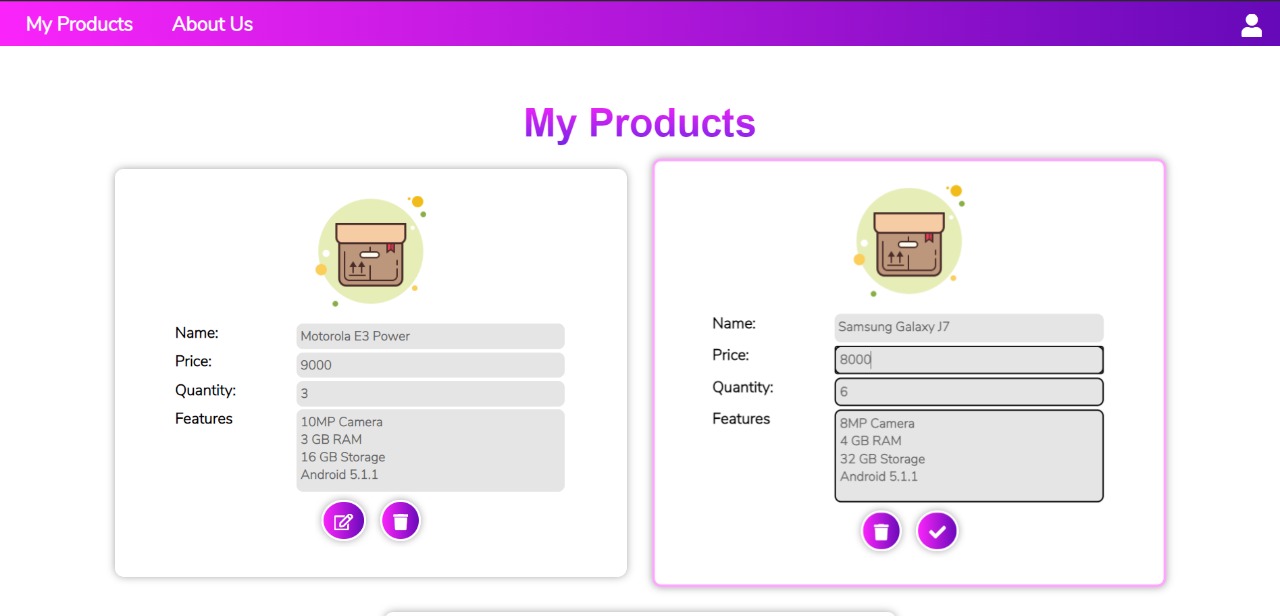 My Products
About Us
My Products
Name:
Motorola E3 Power
Price:
9000
Quantity:
3
Features
10MP Camera
3 GB RAM
16 GB Storage
Android 5.1.1
Name:
Samsung Galaxy J7
Price:
8000
Quantity:
6
Features
8MP Camera
4 GB RAM
32 GB Storage
Android 5.1.1